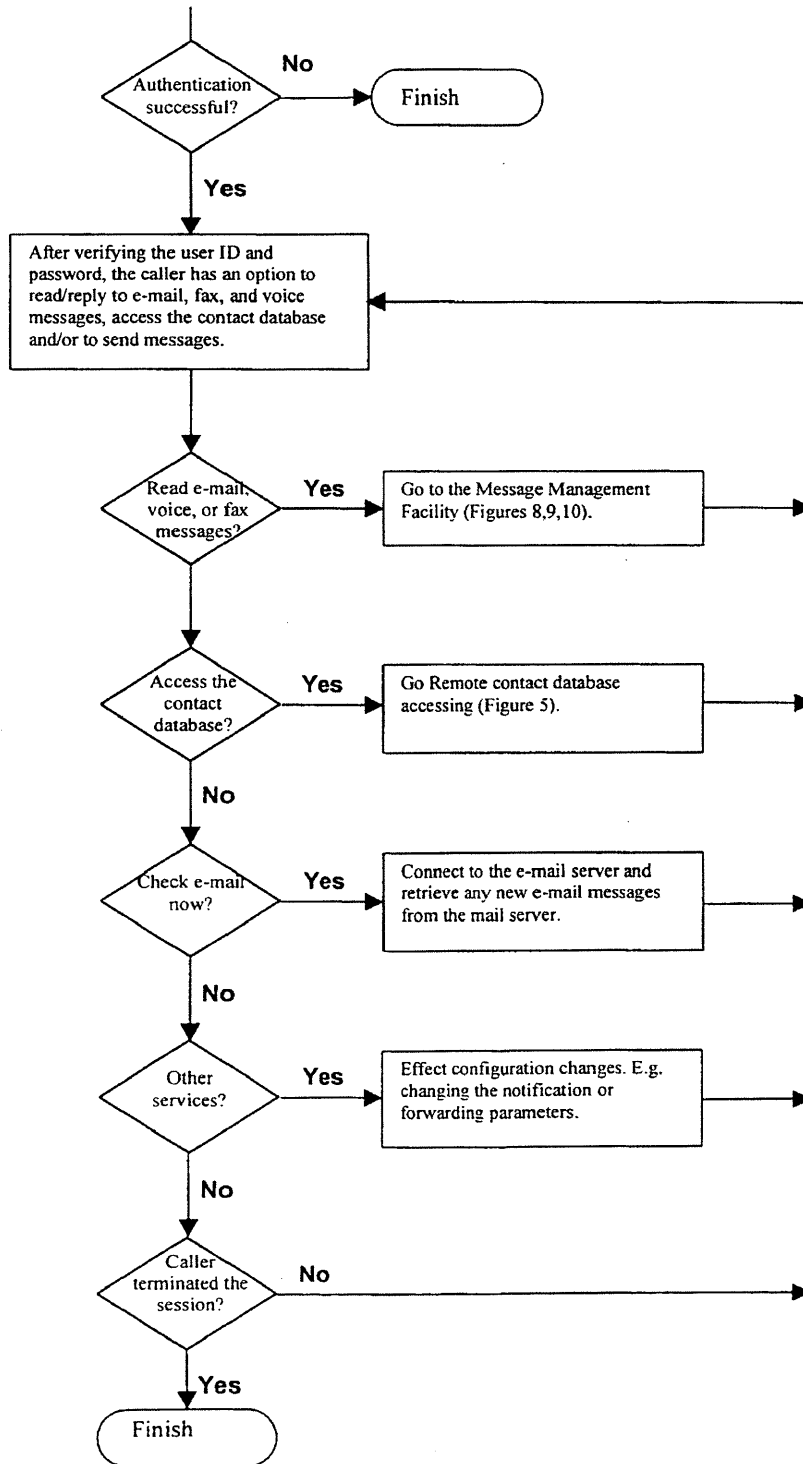 No
Authentication
successful?
Finish
Yes
After verifying the user ID and
password, the caller has an option to
read/reply to e-mail, fax, and voice
messages, access the contact database
and/or to send messages.
Read e-mail,
voice, or fax
messages?
Yes
Go to the Message Management
Facility (Figures 8,9,10).
Access the
contact
database?
Yes
Go Remote contact database
accessing (Figure 5).
No
Check e-mail
now?
Yes
Connect to the e-mail server and
retrieve any new e-mail messages
from the mail server.
No
Other
services?
Yes
Effect configuration changes. E.g.
changing the notification or
forwarding parameters.
No
Caller
terminated the
session?
No
Yes
Finish